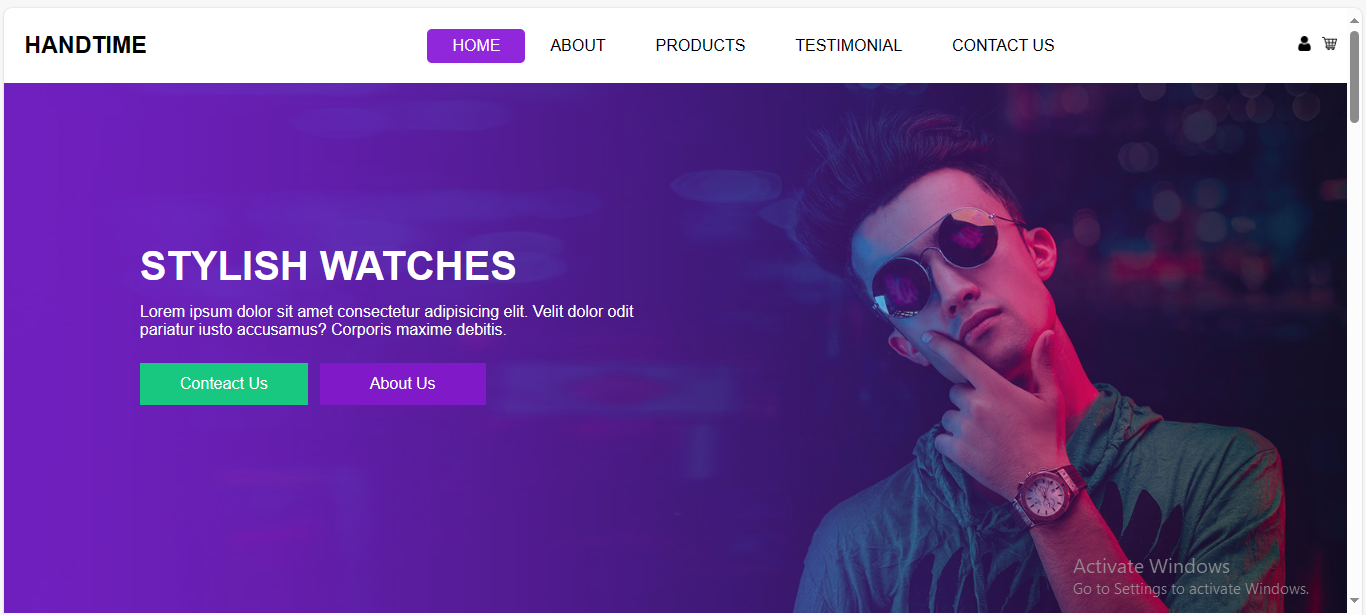 HANDTIME
HOME
ABOUT
PRODUCTS
TESTIMONIAL
CONTACT US
STYLISH WATCHES
Lorem ipsum dolor sit amet consectetur adipisicing elit. Velit dolor odit
pariatur iusto accusamus? Corporis maxime debitis.
Conteact Us
About Us
Activate Windows
Go to Settings to activate Windows.